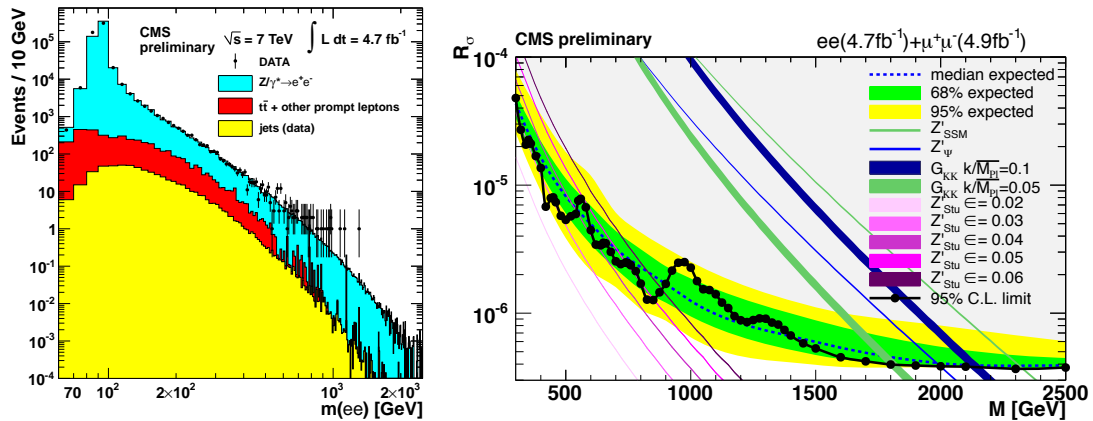 CMS √s = 7 TeV ∫ L dt = 4.7 fb⁻¹
preliminary
DATA
Z/γ*→e⁺e⁻
tt̄ + other prompt leptons
jets (data)
Events / 10 GeV
10⁵
10⁴
10³
10²
10
1
10⁻¹
10⁻²
10⁻³
10⁻⁴
70 10² 2×10² 10³ 2×10³
m(ee) [GeV]
CMS preliminary ee(4.7fb⁻¹)+μ⁺μ⁻(4.9fb⁻¹)
R_σ
10⁻⁴
10⁻⁵
10⁻⁶
median expected
68% expected
95% expected
Z'_SSM
Z'_Ψ
G_KK k/M̅_Pl=0.1
G_KK k/M̅_Pl=0.05
Z'_Stu ∈= 0.02
Z'_Stu ∈= 0.03
Z'_Stu ∈= 0.04
Z'_Stu ∈= 0.05
Z'_Stu ∈= 0.06
95% C.L. limit
500 1000 1500 2000 2500
M [GeV]